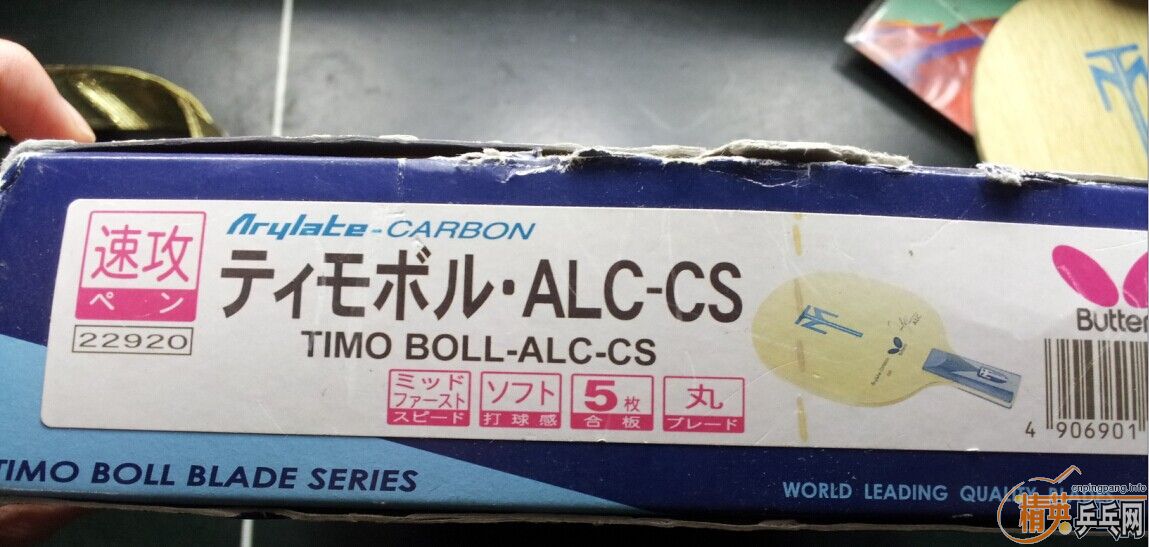 速攻
ペン
22920
Arylate-CARBON
ティモボル・ALC-CS
TIMO BOLL-ALC-CS
ミッド
ファースト
スピード
ソフト
打球感
5枚
合板
丸
ブレード
Butter
4 906901
TIMO BOLL BLADE SERIES
WORLD LEADING
cnpingpang.info
精英乒乓网